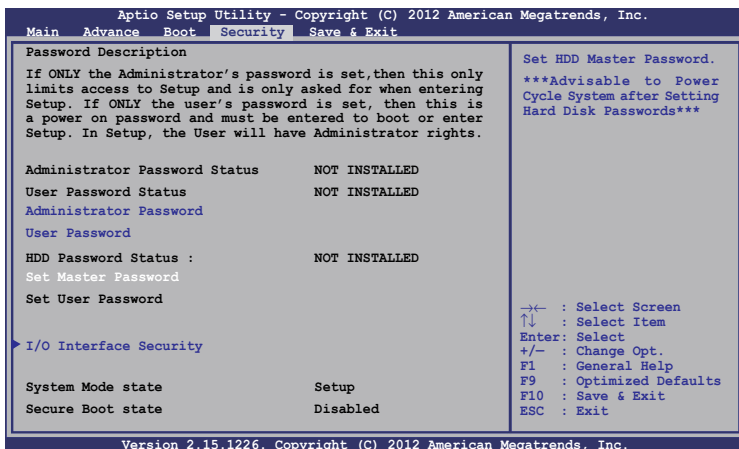 Aptio Setup Utility - Copyright (C) 2012 American Megatrends, Inc.
Main Advance Boot Security Save & Exit
Password Description
If ONLY the Administrator's password is set,then this only
limits access to Setup and is only asked for when entering
Setup. If ONLY the user's password is set, then this is
a power on password and must be entered to boot or enter
Setup. In Setup, the User will have Administrator rights.
Administrator Password Status NOT INSTALLED
User Password Status NOT INSTALLED
Administrator Password
User Password
HDD Password Status : NOT INSTALLED
Set Master Password
Set User Password
I/O Interface Security
System Mode state Setup
Secure Boot state Disabled
Set HDD Master Password.
***Advisable to Power
Cycle System after Setting
Hard Disk Passwords***
→← : Select Screen
↑↓ : Select Item
Enter: Select
+/— : Change Opt.
F1 : General Help
F9 : Optimized Defaults
F10 : Save & Exit
ESC : Exit
Version 2.15.1226. Copyright (C) 2012 American Megatrends, Inc.